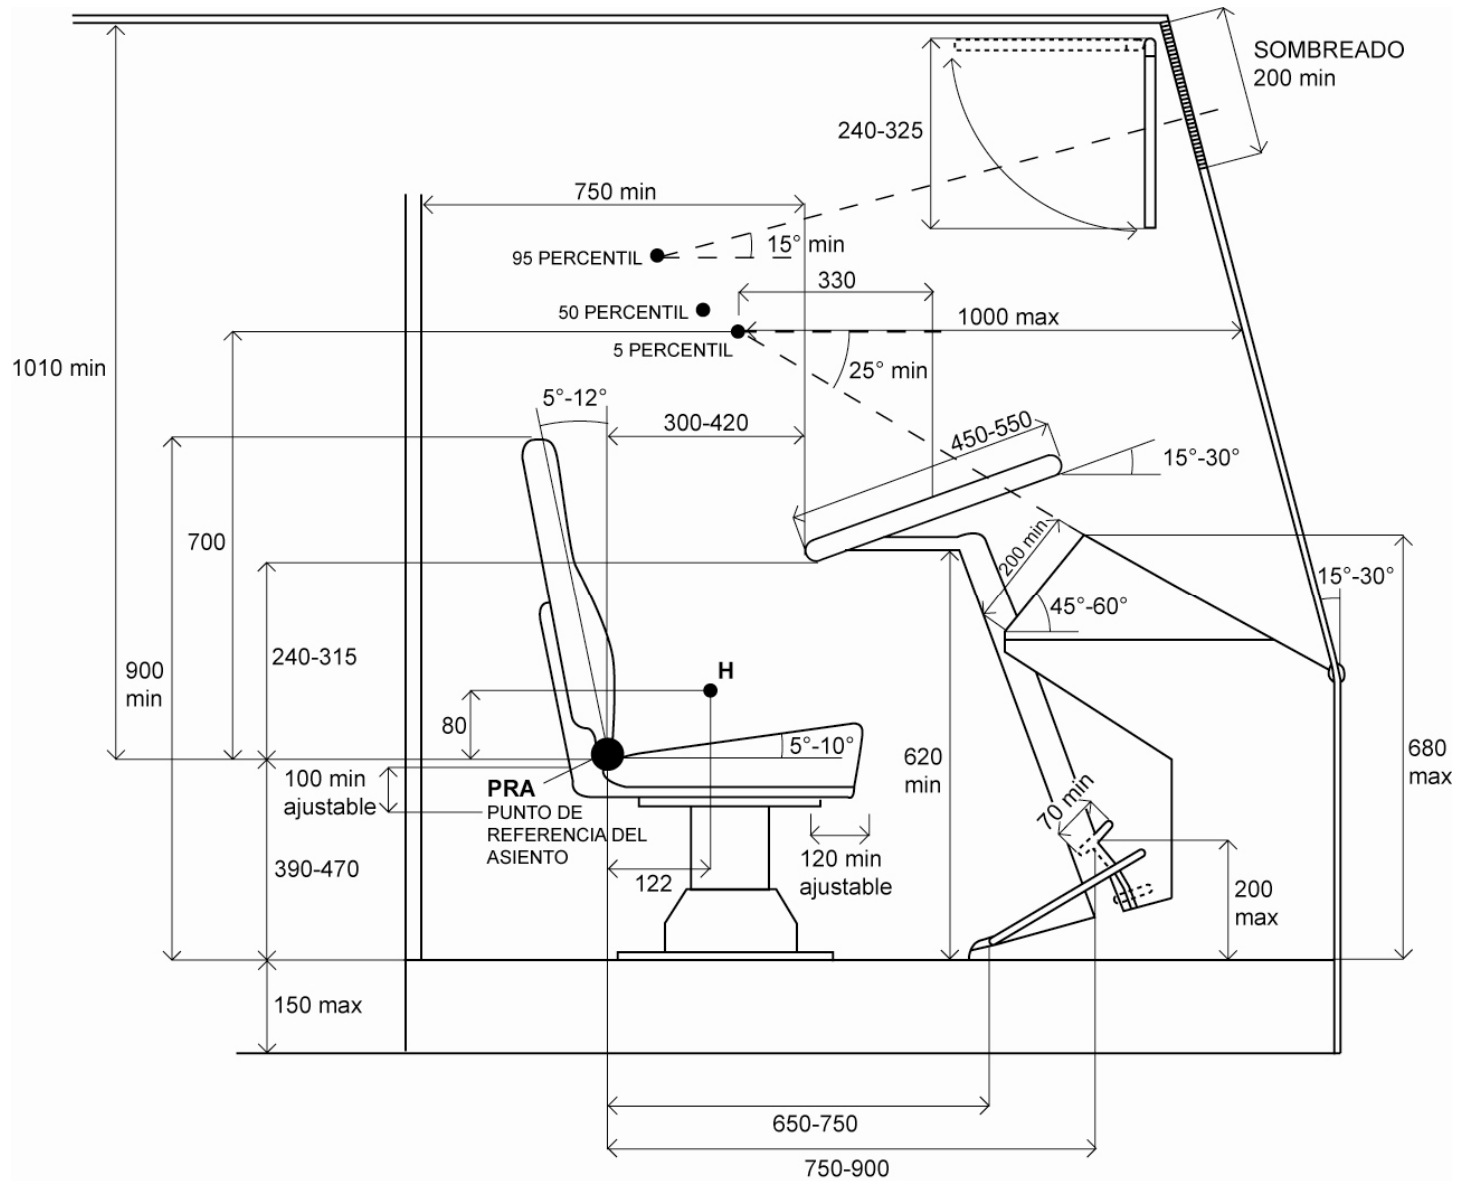 SOMBREADO
200 min
240-325
750 min
15° min
95 PERCENTIL
330
50 PERCENTIL
1000 max
5 PERCENTIL
1010 min
25° min
5°-12°
300-420
450-550
15°-30°
700
200 min
15°-30°
45°-60°
240-315
900
min
H
80
5°-10°
620
min
680
max
100 min
ajustable
PRA
PUNTO DE
REFERENCIA DEL
ASIENTO
70 min
120 min
ajustable
390-470
122
200
max
150 max
650-750
750-900